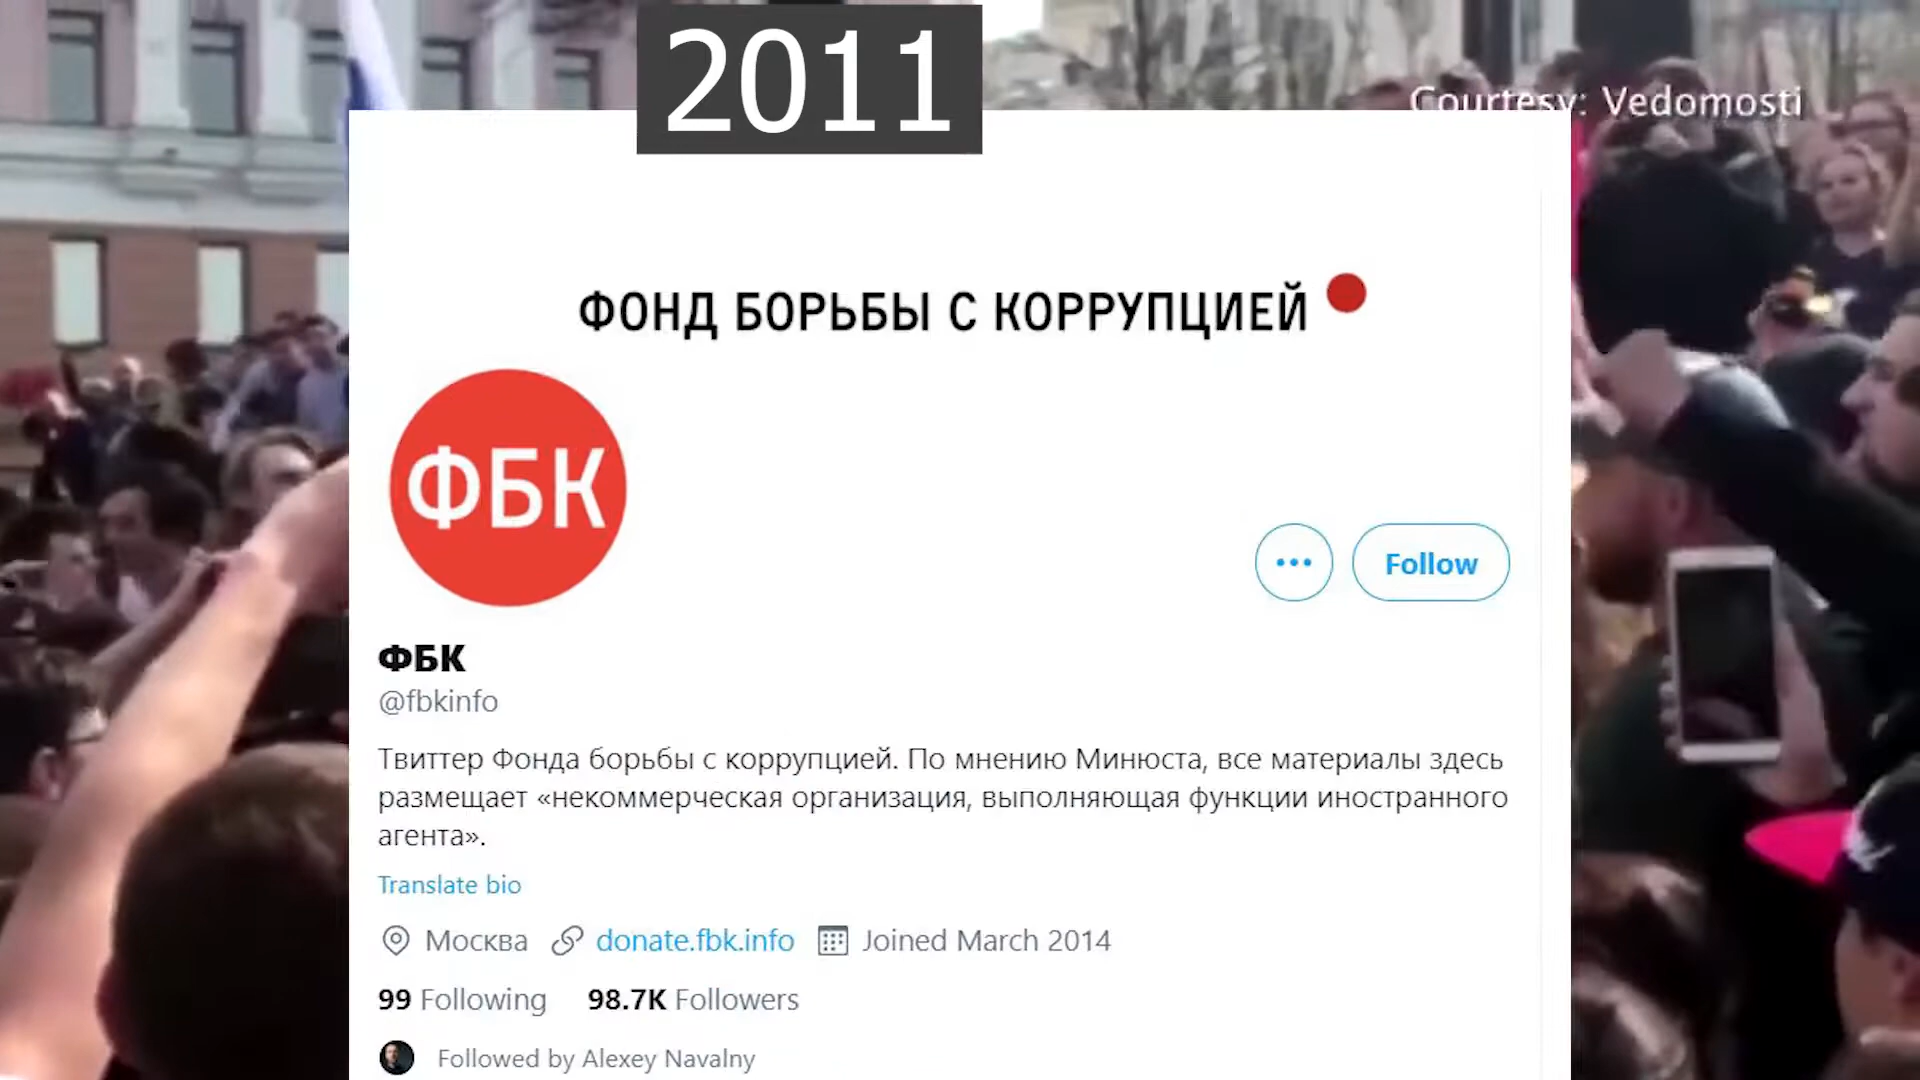 2011
Courtesy: Vedomosti
ФОНД БОРЬБЫ С КОРРУПЦИЕЙ
ФБК
...
Follow
ФБК
@fbkinfo
Твиттер Фонда борьбы с коррупцией. По мнению Минюста, все материалы здесь
размещает «некоммерческая организация, выполняющая функции иностранного
агента».
Translate bio
Москва donate.fbk.info Joined March 2014
99 Following 98.7K Followers
Followed by Alexey Navalny